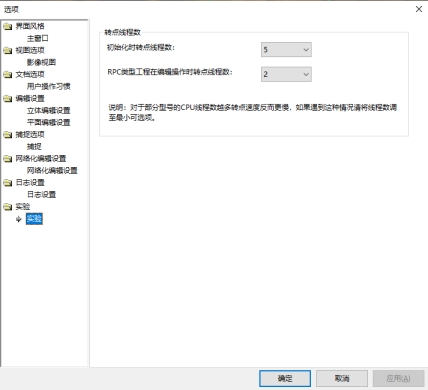 选项
界面风格
主窗口
视图选项
影像视图
文档选项
用户操作习惯
编辑设置
立体编辑设置
平面编辑设置
捕捉选项
捕捉
网络化编辑设置
网络化编辑设置
日志设置
日志设置
实验
实验
转点线程数
初始化时转点线程数： 5
RPC类型工程在编辑操作时转点线程数： 2
说明：对于部分型号的CPU线程数越多转点速度反而更慢，如果遇到这种情况请将线程数调
至最小可选项。
确定 取消 应用(A)